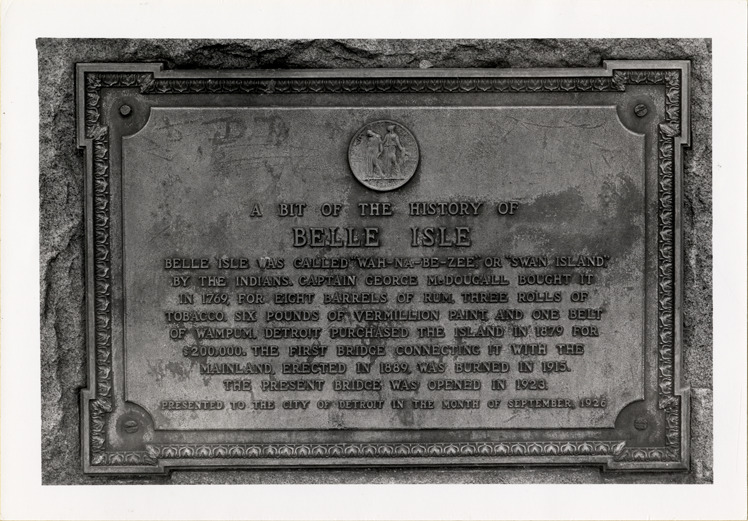 A BIT OF THE HISTORY OF
BELLE ISLE
BELLE ISLE WAS CALLED "WAH-NA-BE-ZEE" OR "SWAN ISLAND"
BY THE INDIANS. CAPTAIN GEORGE McDOUGALL BOUGHT IT
IN 1769 FOR EIGHT BARRELS OF RUM, THREE ROLLS OF
TOBACCO, SIX POUNDS OF VERMILLION PAINT, AND ONE BELT
OF WAMPUM. DETROIT PURCHASED THE ISLAND IN 1879 FOR
$200,000. THE FIRST BRIDGE CONNECTING IT WITH THE
MAINLAND, ERECTED IN 1889, WAS BURNED IN 1915.
THE PRESENT BRIDGE WAS OPENED IN 1923.
PRESENTED TO THE CITY OF DETROIT IN THE MONTH OF SEPTEMBER, 1926